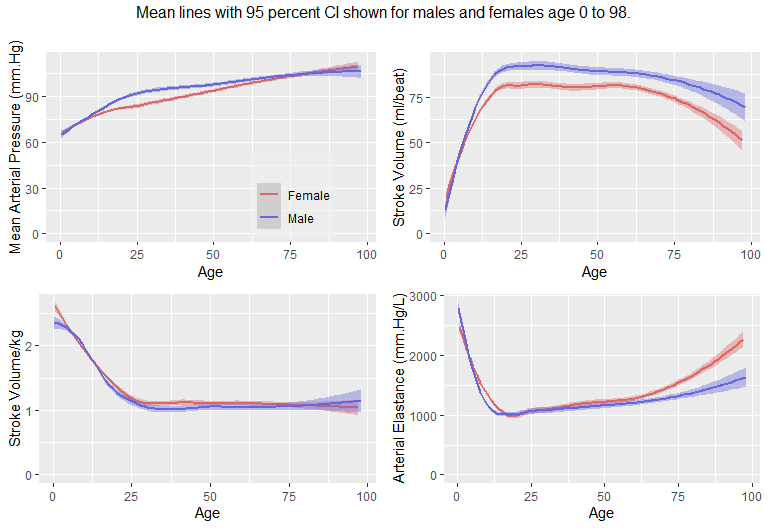 Mean lines with 95 percent CI shown for males and females age 0 to 98.
Mean Arterial Pressure (mm.Hg)
90
60
30
0
0 25 50 75 100
Age
Female
Male
Stroke Volume (ml/beat)
75
50
25
0
0 25 50 75 100
Age
Stroke Volume/kg
2
1
0
0 25 50 75 100
Age
Arterial Elastance (mm.Hg/L)
3000
2000
1000
0
0 25 50 75 100
Age